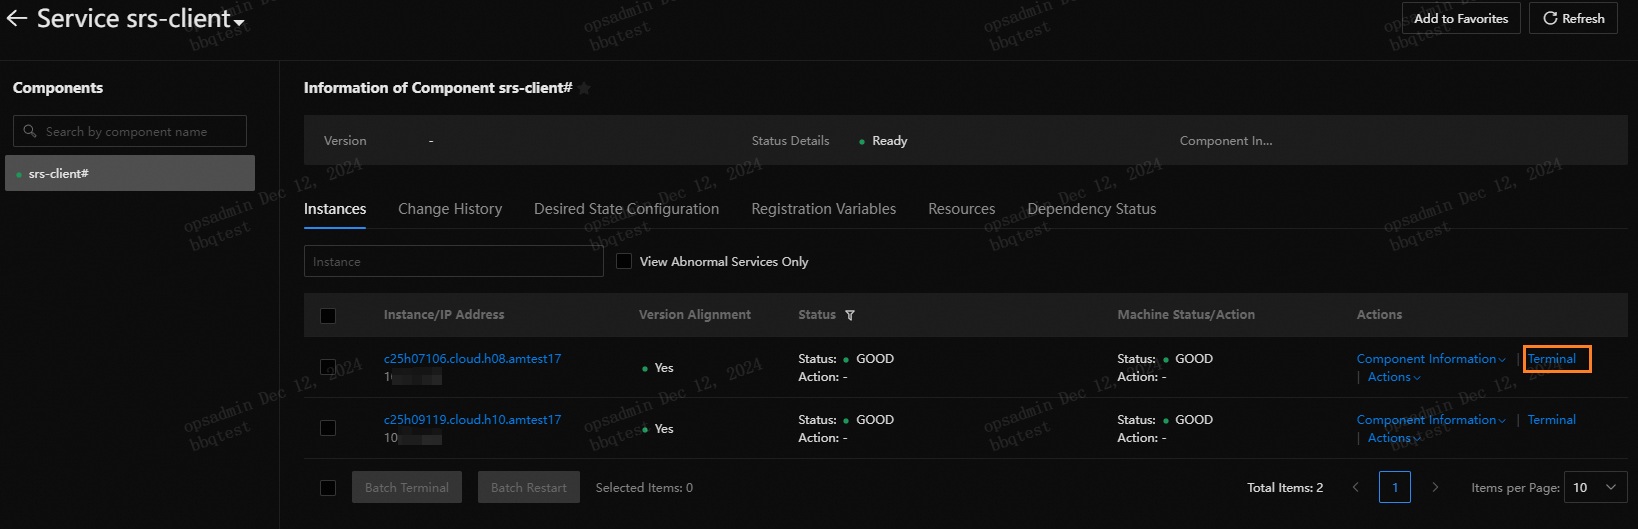 Service srs-client
Add to Favorites
Refresh
Components
Search by component name
srs-client#
Information of Component srs-client#
Version -
Status Details Ready
Component In...
Instances Change History Desired State Configuration Registration Variables Resources Dependency Status
Instance
View Abnormal Services Only
Instance/IP Address Version Alignment Status Machine Status/Action Actions
c25h07106.cloud.h08.amtest17 Yes Status: GOOD Status: GOOD Component Information | Terminal
Action: - Action: - | Actions
c25h09119.cloud.h10.amtest17 Yes Status: GOOD Status: GOOD Component Information | Terminal
10 Action: - Action: - | Actions
Batch Terminal Batch Restart Selected Items: 0 Total Items: 2 1 Items per Page: 10
opsadmin Dec 12, 2024
bbqtest